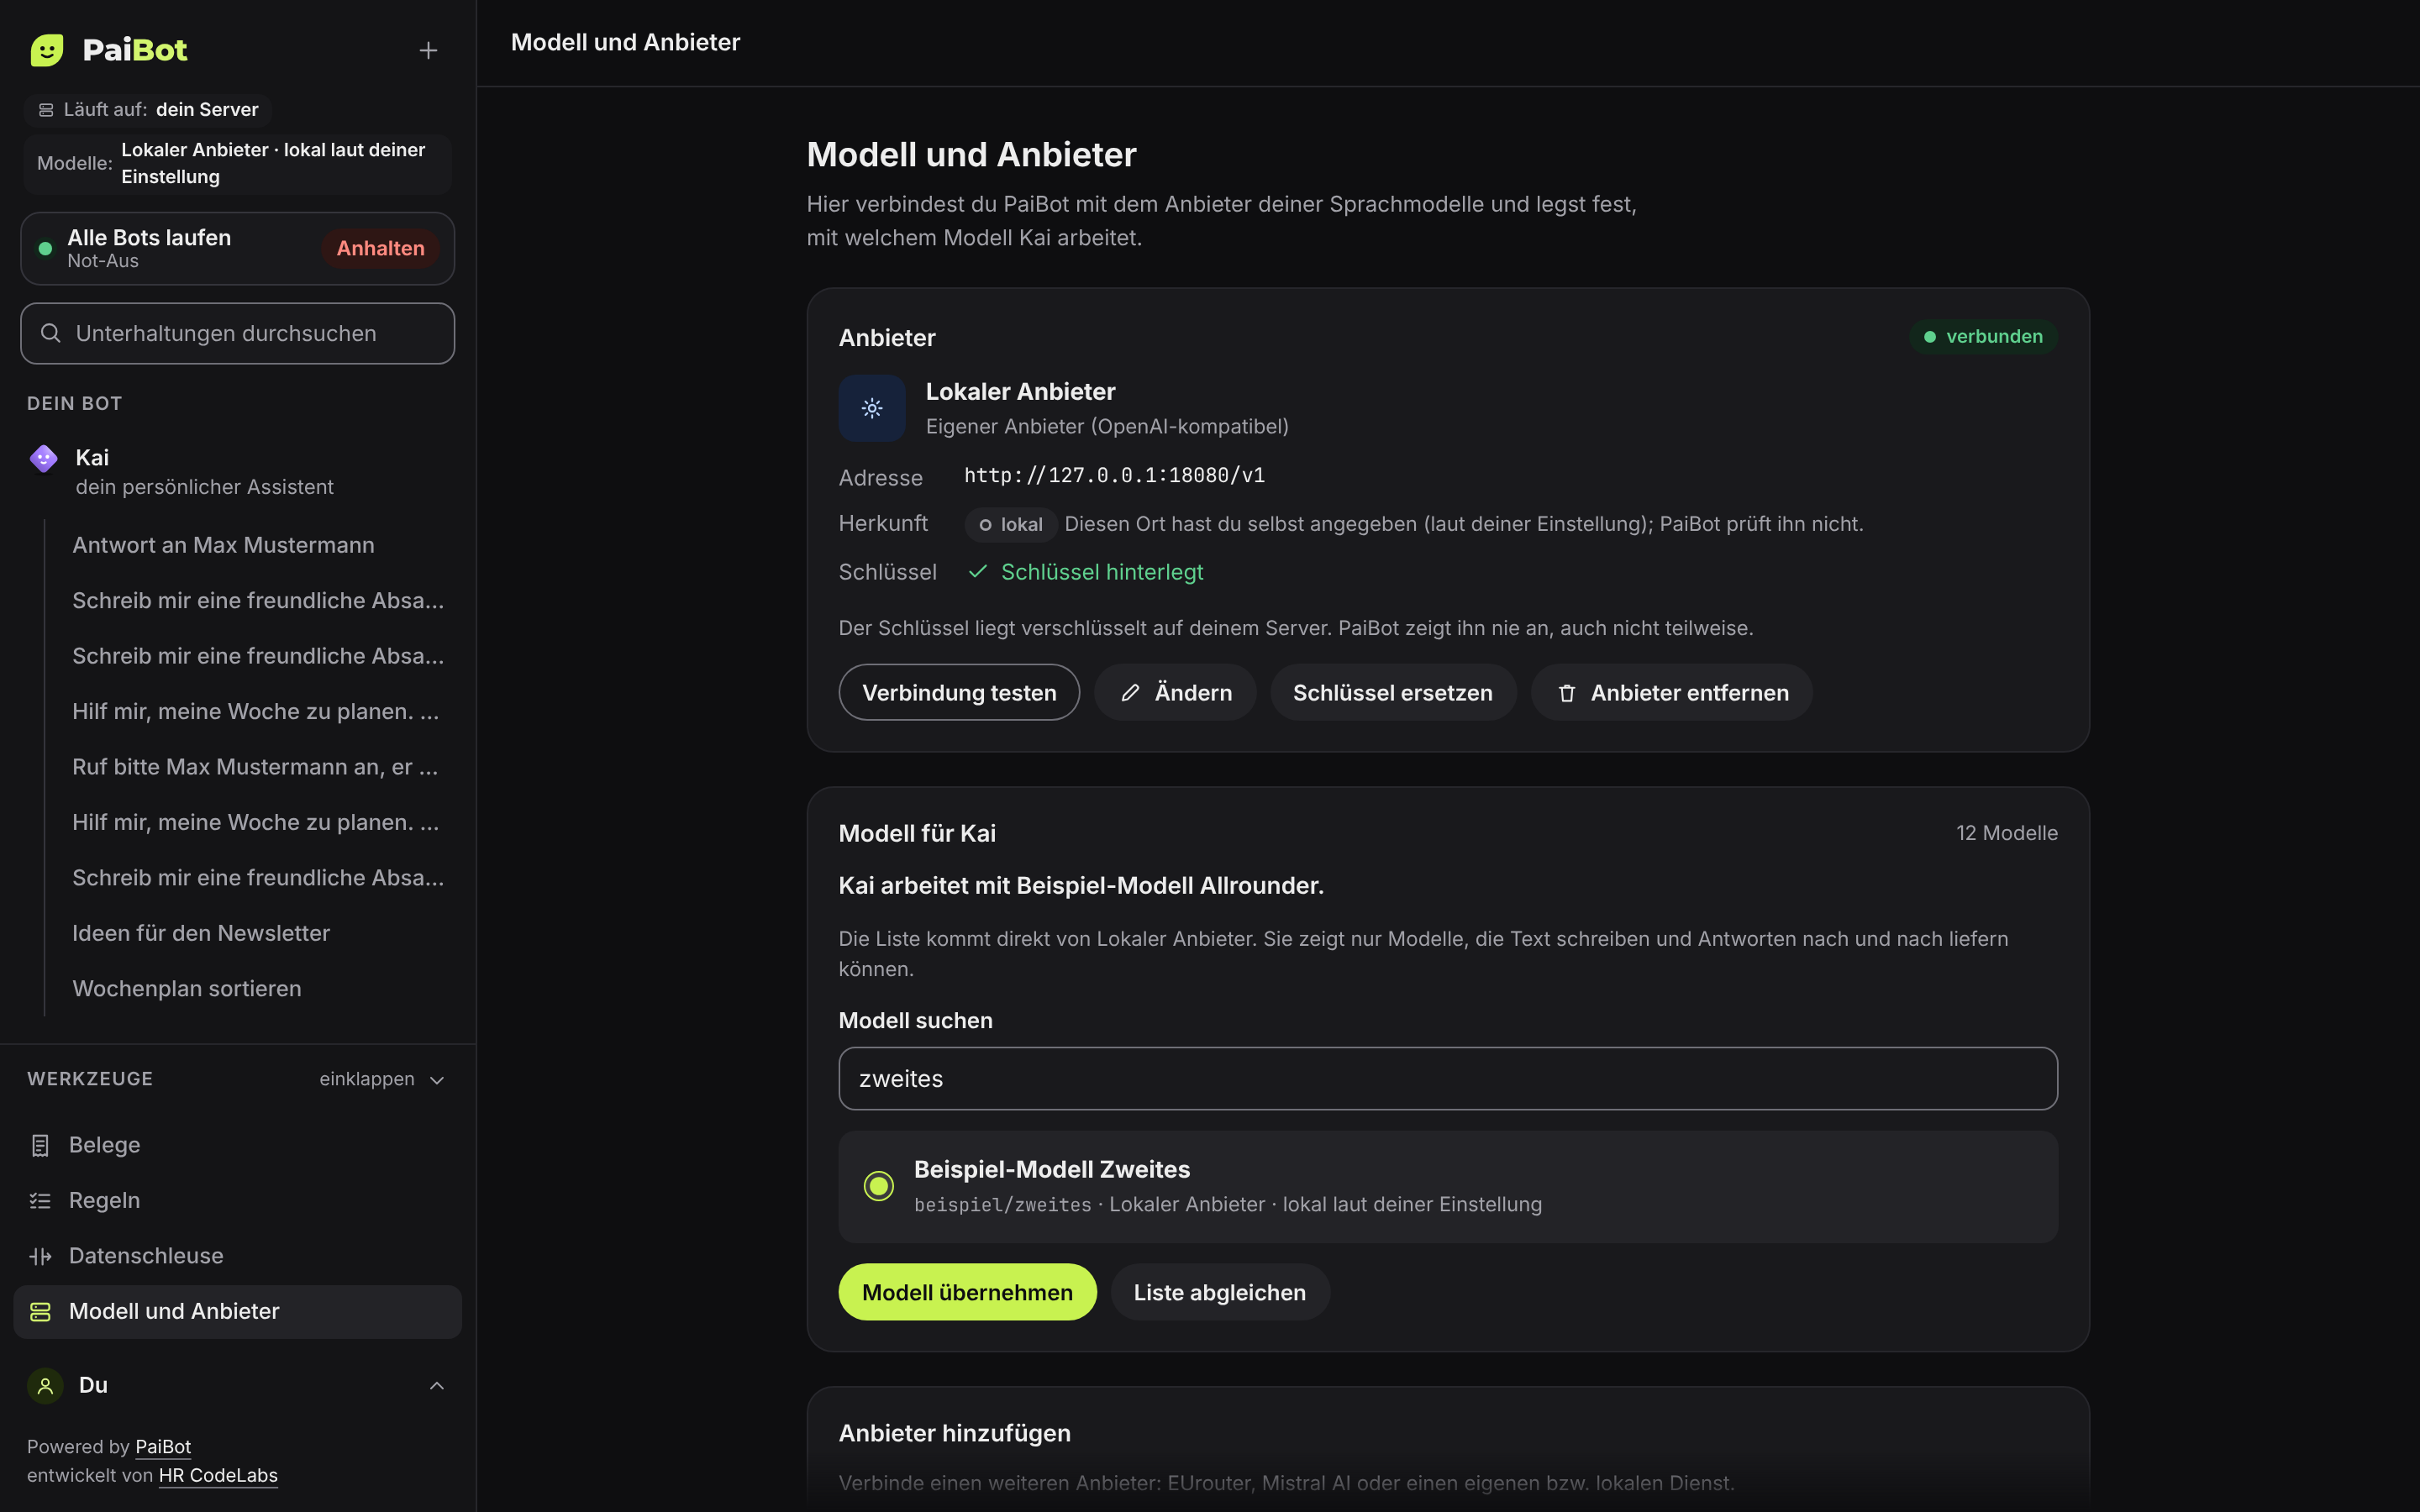 PaiBot
Läuft auf: dein Server
Modelle: Lokaler Anbieter · lokal laut deiner
Einstellung
Alle Bots laufen
Not-Aus
Anhalten
Unterhaltungen durchsuchen
DEIN BOT
Kai
dein persönlicher Assistent
Antwort an Max Mustermann
Schreib mir eine freundliche Absa...
Schreib mir eine freundliche Absa...
Hilf mir, meine Woche zu planen. ...
Ruf bitte Max Mustermann an, er ...
Hilf mir, meine Woche zu planen. ...
Schreib mir eine freundliche Absa...
Ideen für den Newsletter
Wochenplan sortieren
WERKZEUGE
einklappen
Belege
Regeln
Datenschleuse
Modell und Anbieter
Du
Powered by PaiBot
entwickelt von HR CodeLabs
Modell und Anbieter
Modell und Anbieter
Hier verbindest du PaiBot mit dem Anbieter deiner Sprachmodelle und legst fest,
mit welchem Modell Kai arbeitet.
Anbieter
verbunden
Lokaler Anbieter
Eigener Anbieter (OpenAI-kompatibel)
Adresse http://127.0.0.1:18080/v1
Herkunft lokal Diesen Ort hast du selbst angegeben (laut deiner Einstellung); PaiBot prüft ihn nicht.
Schlüssel Schlüssel hinterlegt
Der Schlüssel liegt verschlüsselt auf deinem Server. PaiBot zeigt ihn nie an, auch nicht teilweise.
Verbindung testen Ändern Schlüssel ersetzen Anbieter entfernen
Modell für Kai
12 Modelle
Kai arbeitet mit Beispiel-Modell Allrounder.
Die Liste kommt direkt von Lokaler Anbieter. Sie zeigt nur Modelle, die Text schreiben und Antworten nach und nach liefern
können.
Modell suchen
zweites
Beispiel-Modell Zweites
beispiel/zweites · Lokaler Anbieter · lokal laut deiner Einstellung
Modell übernehmen Liste abgleichen
Anbieter hinzufügen
Verbinde einen weiteren Anbieter: EUrouter, Mistral AI oder einen eigenen bzw. lokalen Dienst.